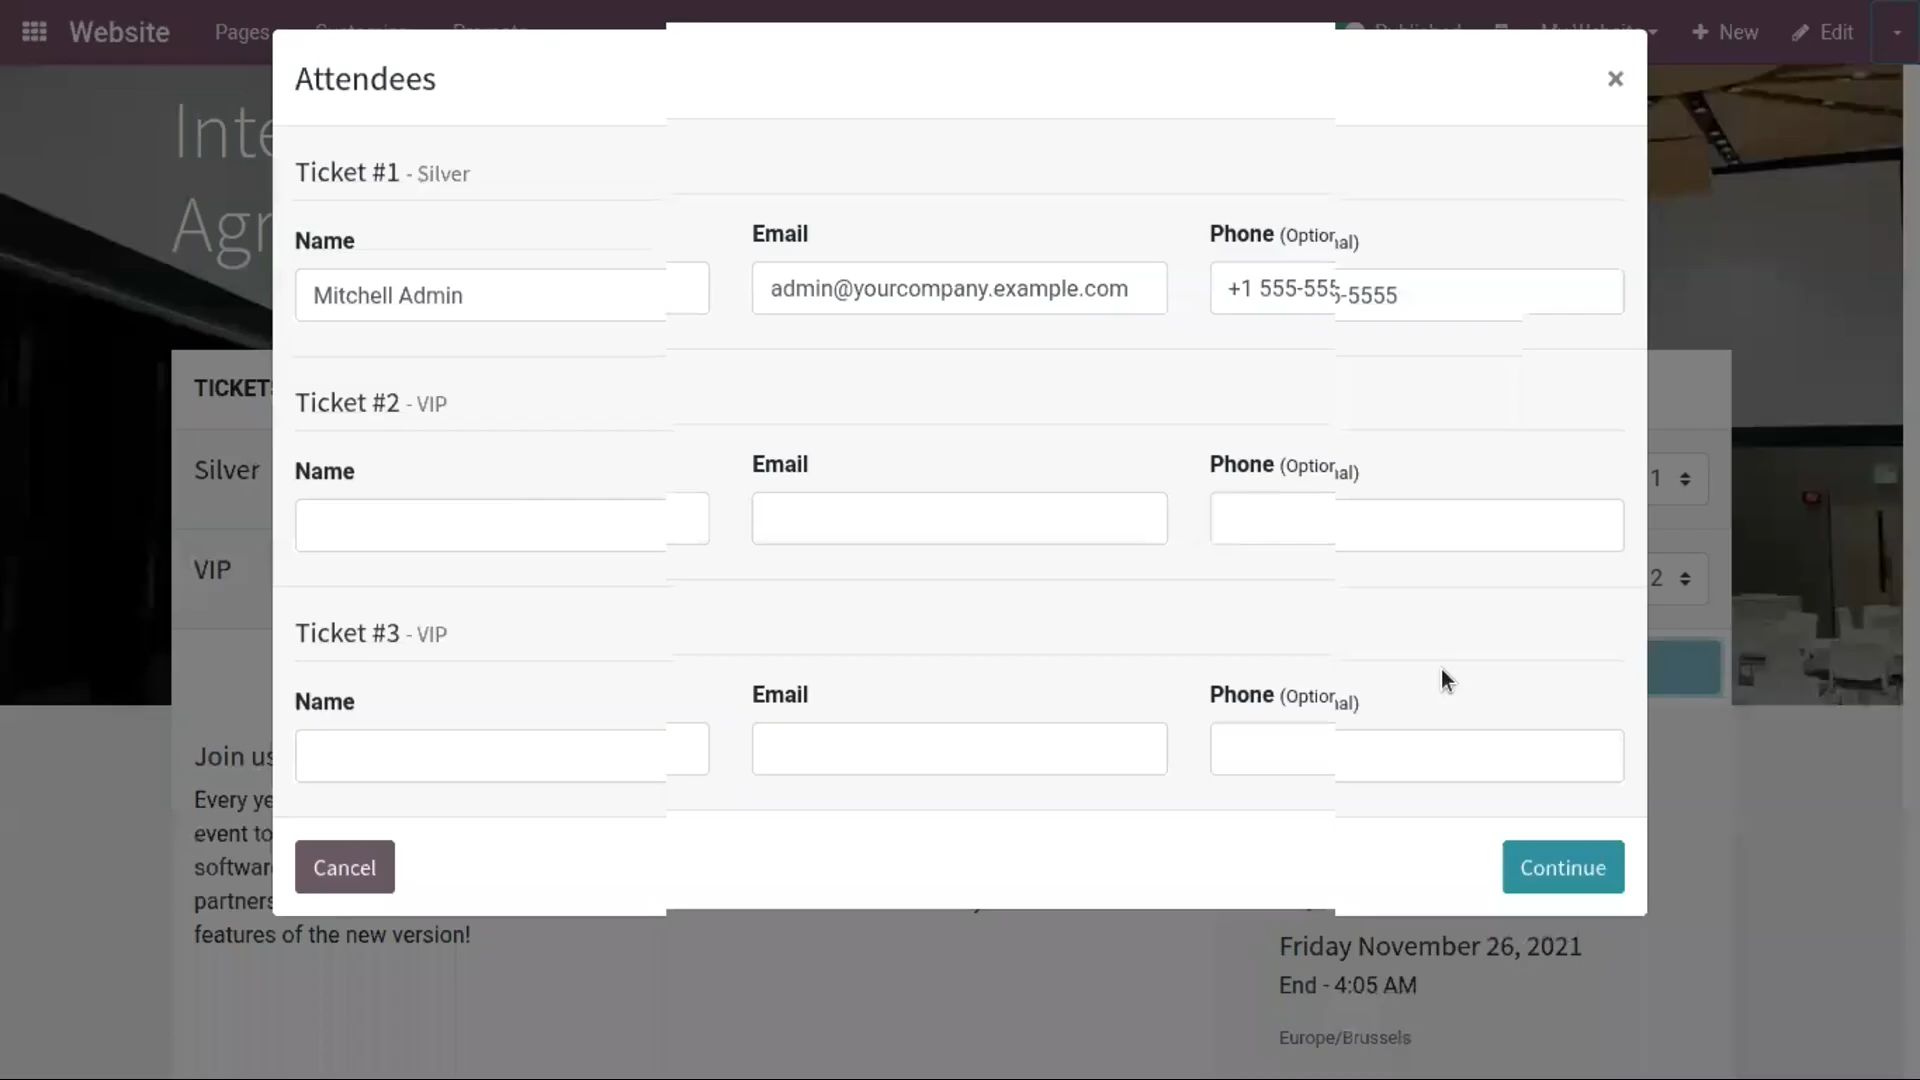 Website Pages + New Edit
Attendees ×
Ticket #1 - Silver
Name Email Phone (Optional)
Mitchell Admin admin@yourcompany.example.com +1 555-555-5555
TICKETS
Ticket #2 - VIP
Silver 1
Name Email Phone (Optional)
VIP 2
Ticket #3 - VIP
Name Email Phone (Optional)
Join us
Every ye
event to
software
Cancel Continue
partners
features of the new version!
Friday November 26, 2021
End - 4:05 AM
Europe/Brussels